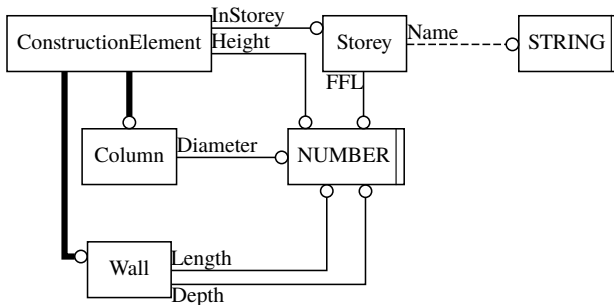 InStorey
ConstructionElement
Height
Storey
Name
STRING
FFL
Column
Diameter
NUMBER
Wall
Length
Depth